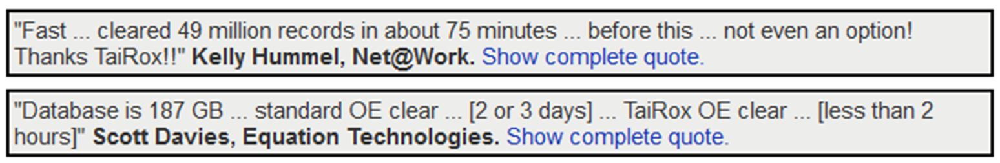 "Fast ... cleared 49 million records in about 75 minutes ... before this ... not even an option!
Thanks TaiRox!!" Kelly Hummel, Net@Work. Show complete quote.
"Database is 187 GB ... standard OE clear ... [2 or 3 days] ... TaiRox OE clear ... [less than 2
hours]" Scott Davies, Equation Technologies. Show complete quote.